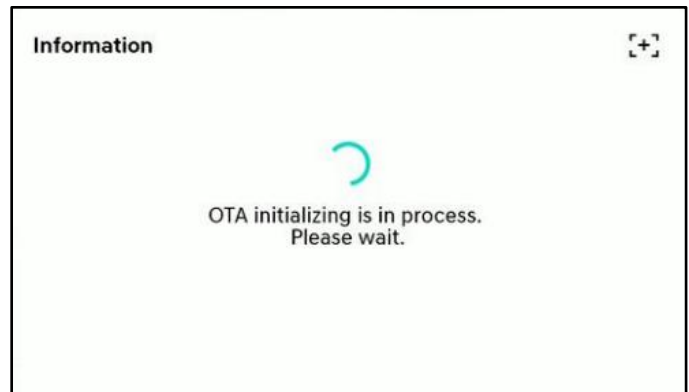 Information
OTA initializing is in process.
Please wait.